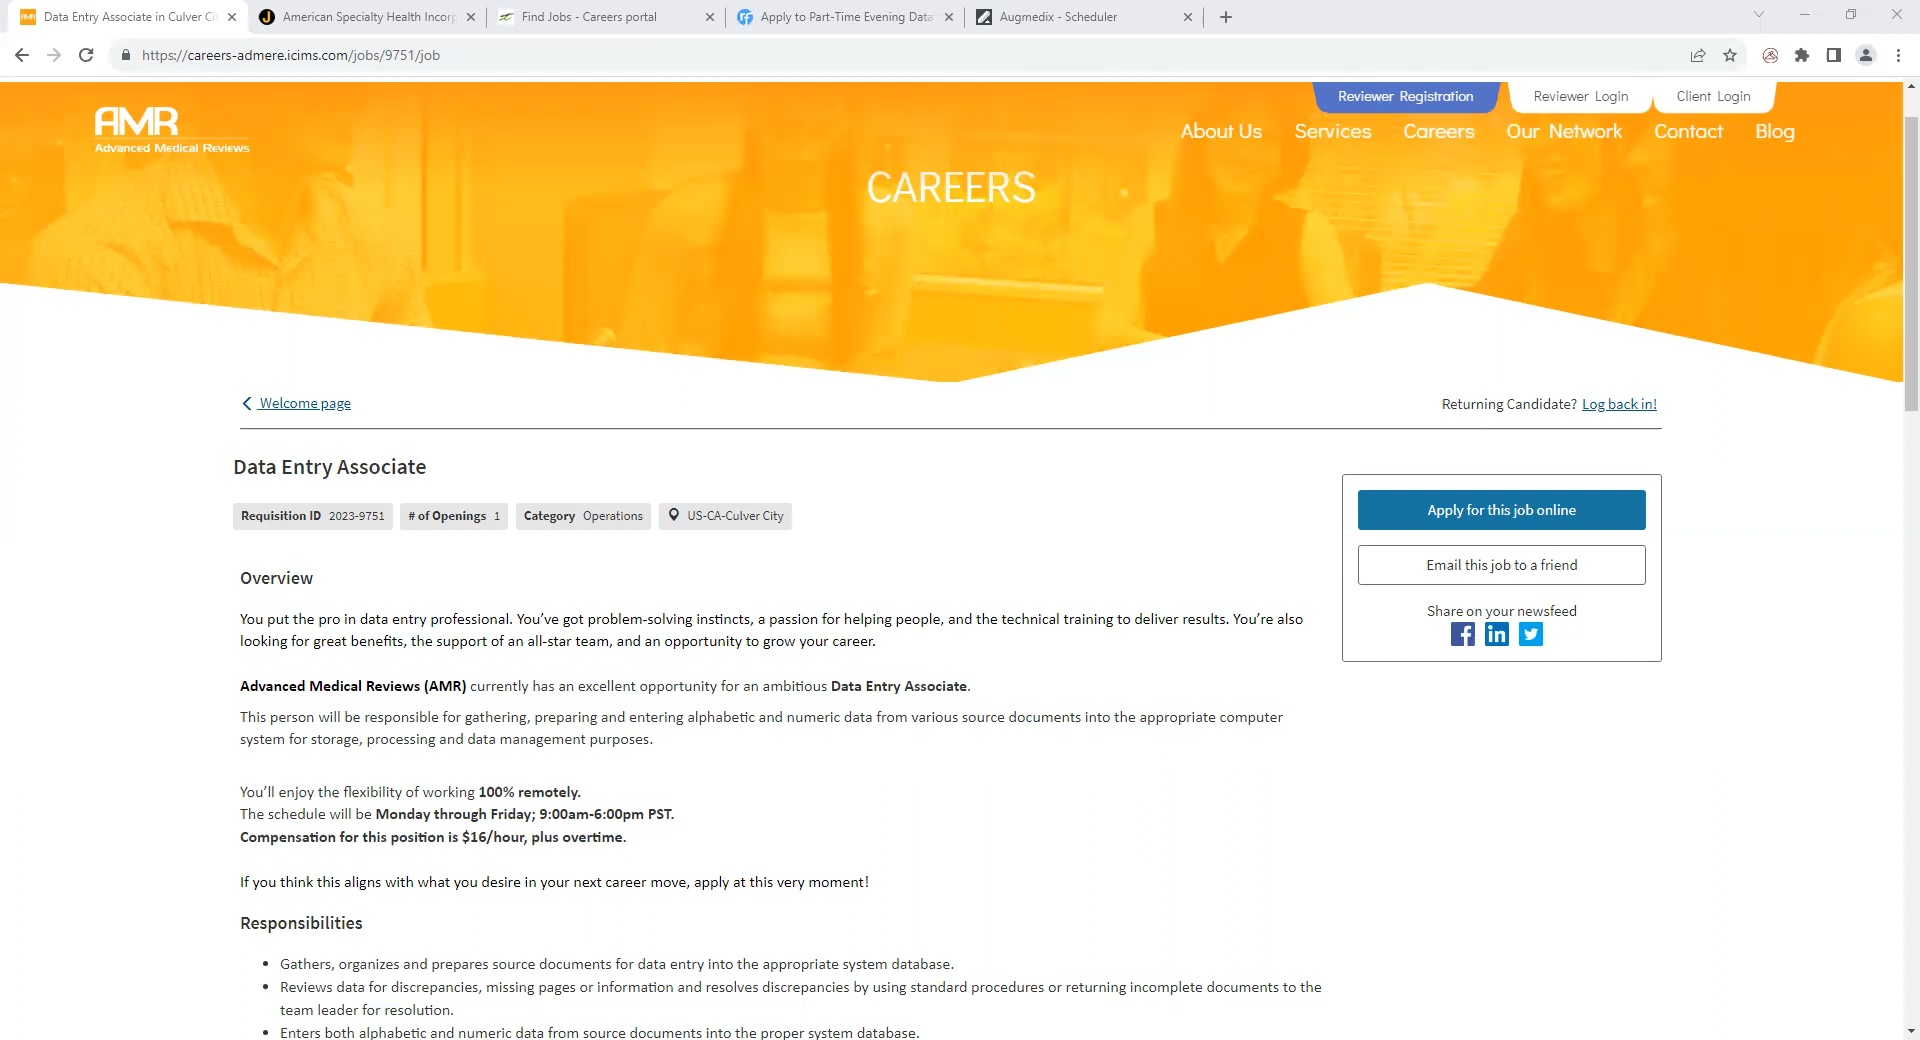 Data Entry Associate in Culver Ci
American Specialty Health Incorp
Find Jobs - Careers portal
Apply to Part-Time Evening Data
Augmedix - Scheduler
https://careers-admere.icims.com/jobs/9751/job
Reviewer Registration
Reviewer Login
Client Login
AMR
Advanced Medical Reviews
About Us
Services
Careers
Our Network
Contact
Blog
CAREERS
Welcome page
Returning Candidate? Log back in!
Data Entry Associate
Requisition ID 2023-9751
# of Openings 1
Category Operations
US-CA-Culver City
Apply for this job online
Email this job to a friend
Share on your newsfeed
Overview
You put the pro in data entry professional. You’ve got problem-solving instincts, a passion for helping people, and the technical training to deliver results. You’re also
looking for great benefits, the support of an all-star team, and an opportunity to grow your career.
Advanced Medical Reviews (AMR) currently has an excellent opportunity for an ambitious Data Entry Associate.
This person will be responsible for gathering, preparing and entering alphabetic and numeric data from various source documents into the appropriate computer
system for storage, processing and data management purposes.
You’ll enjoy the flexibility of working 100% remotely.
The schedule will be Monday through Friday; 9:00am-6:00pm PST.
Compensation for this position is $16/hour, plus overtime.
If you think this aligns with what you desire in your next career move, apply at this very moment!
Responsibilities
• Gathers, organizes and prepares source documents for data entry into the appropriate system database.
• Reviews data for discrepancies, missing pages or information and resolves discrepancies by using standard procedures or returning incomplete documents to the
team leader for resolution.
• Enters both alphabetic and numeric data from source documents into the proper system database.